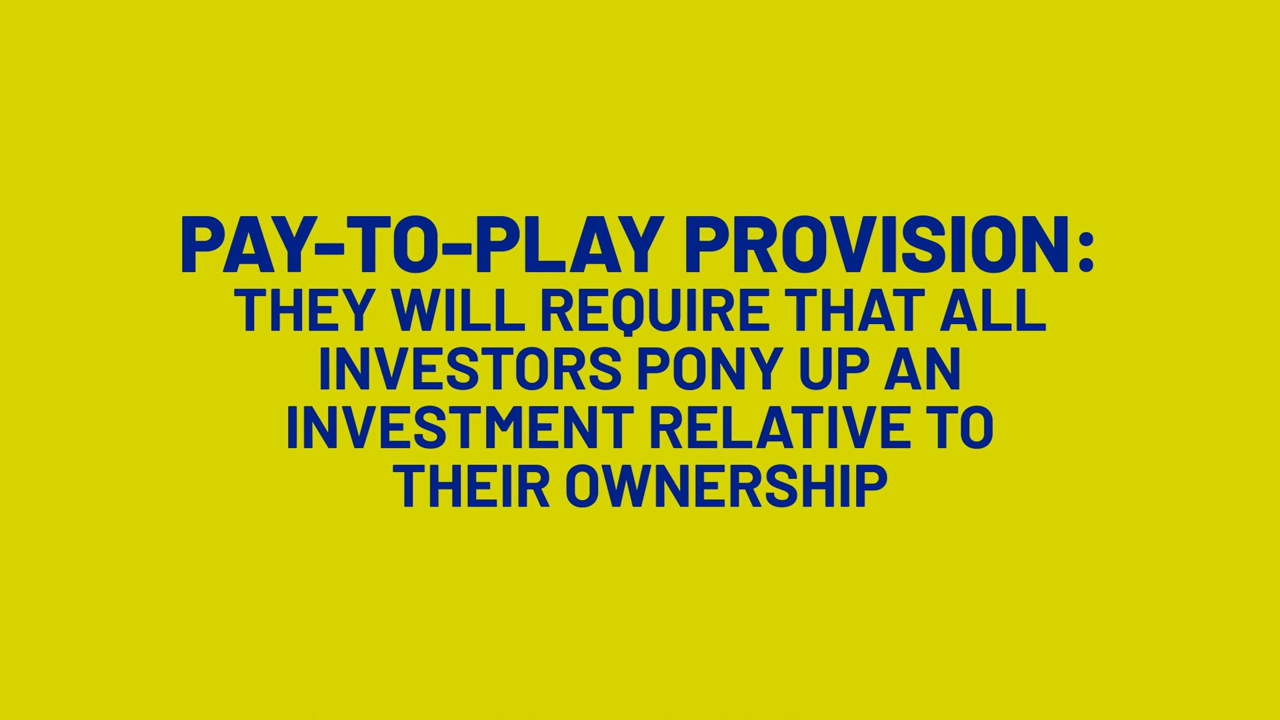 PAY-TO-PLAY PROVISION:
THEY WILL REQUIRE THAT ALL
INVESTORS PONY UP AN
INVESTMENT RELATIVE TO
THEIR OWNERSHIP